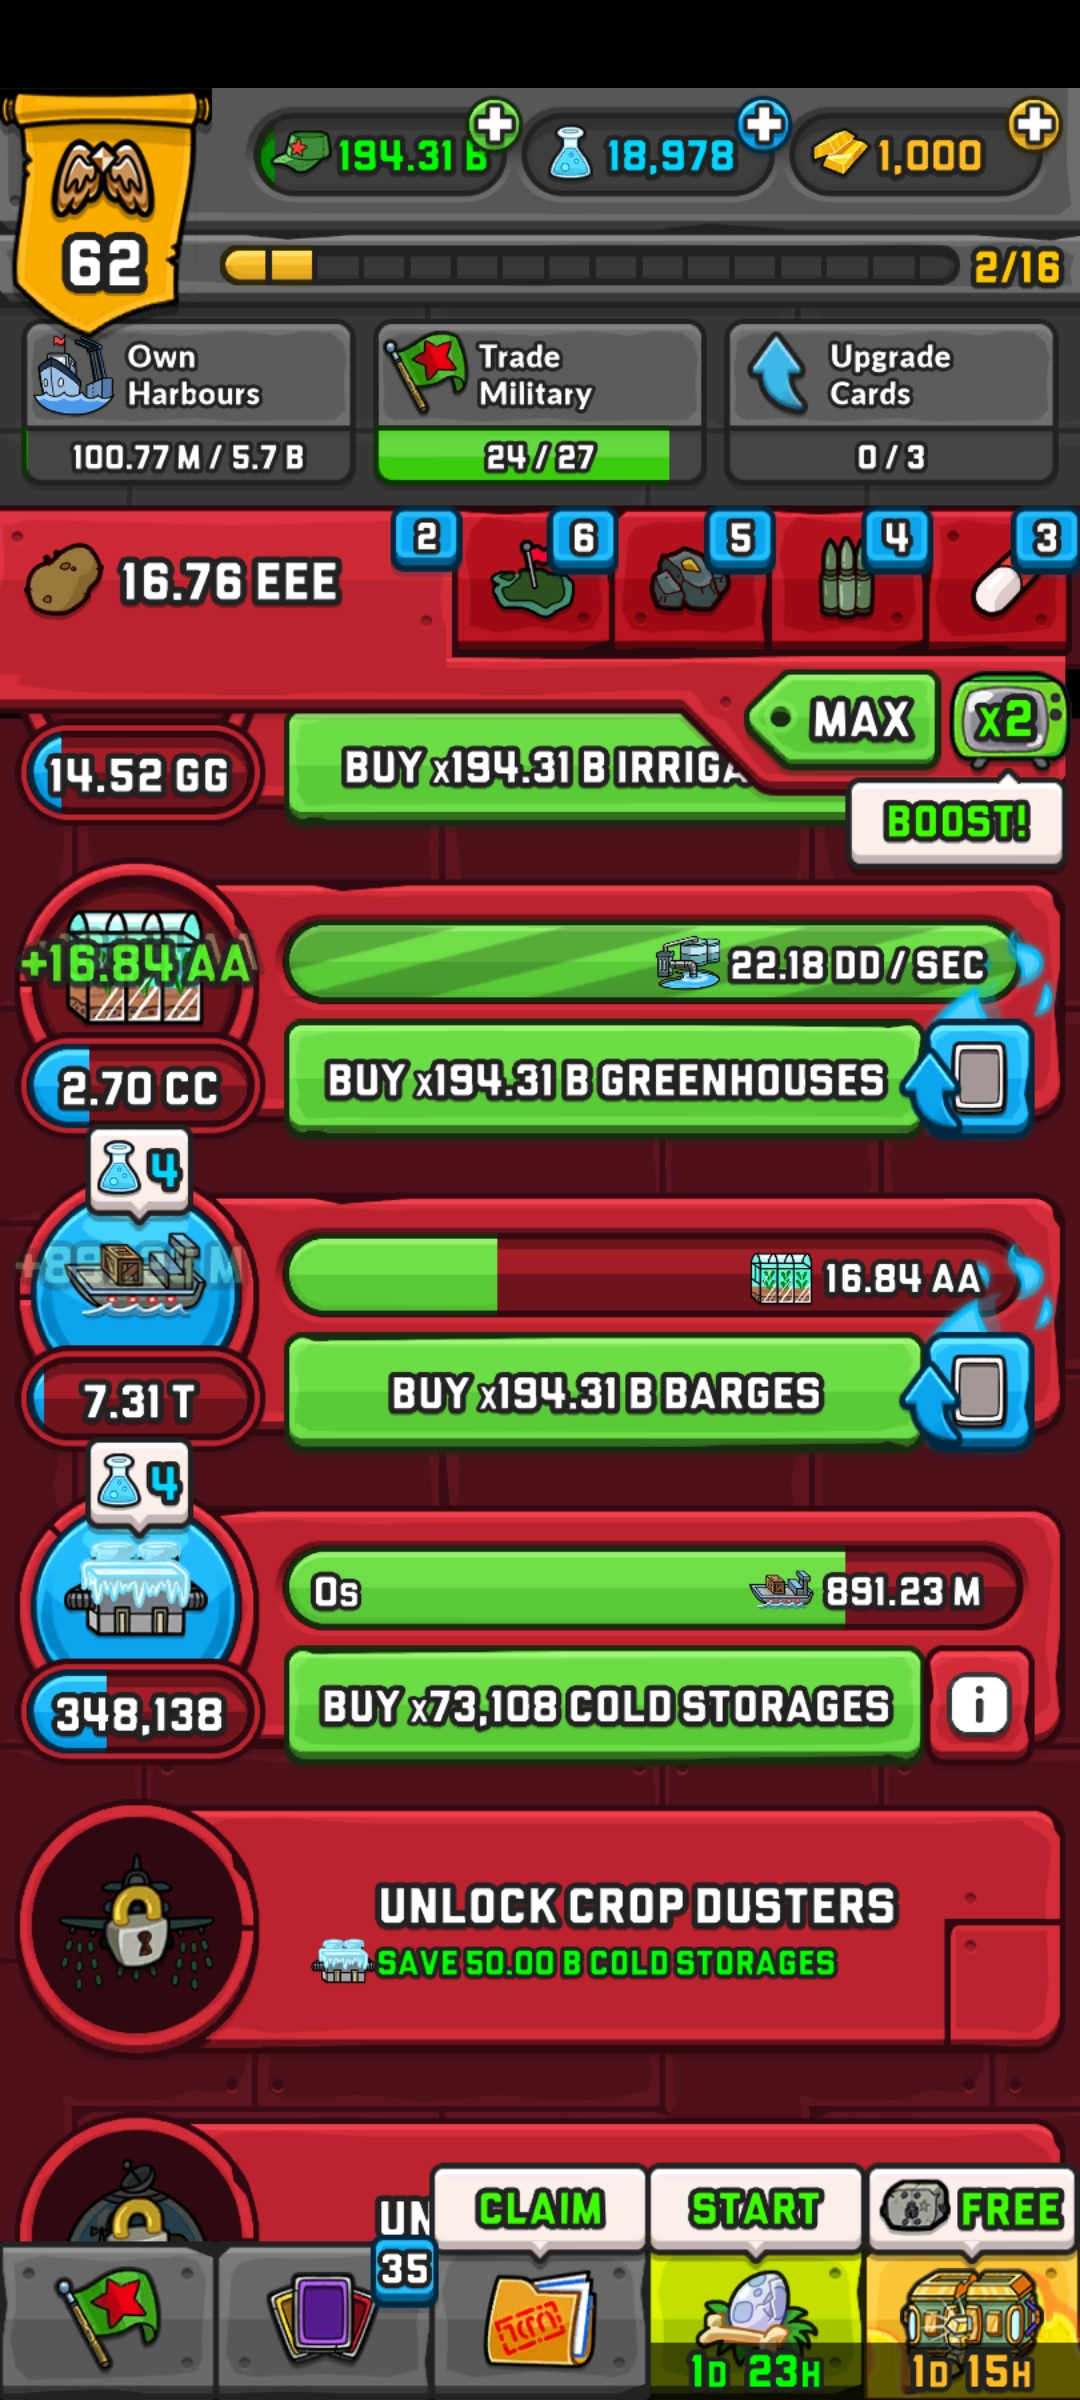 194.31 B
18,978
1,000
62
2/16
Own
Harbours
Trade
Military
Upgrade
Cards
100.77 M / 5.7 B
24 / 27
0 / 3
16.76 EEE
2
6
5
4
3
MAX
x2
14.52 GG
BUY x194.31 B IRRIGA
BOOST!
+16.84 AA
22.18 DD / SEC
2.70 CC
BUY x194.31 B GREENHOUSES
4
16.84 AA
7.31 T
BUY x194.31 B BARGES
4
0s
891.23 M
348,138
BUY x73,108 COLD STORAGES
i
UNLOCK CROP DUSTERS
SAVE 50.00 B COLD STORAGES
UN
CLAIM
START
FREE
35
1D 23H
1D 15H